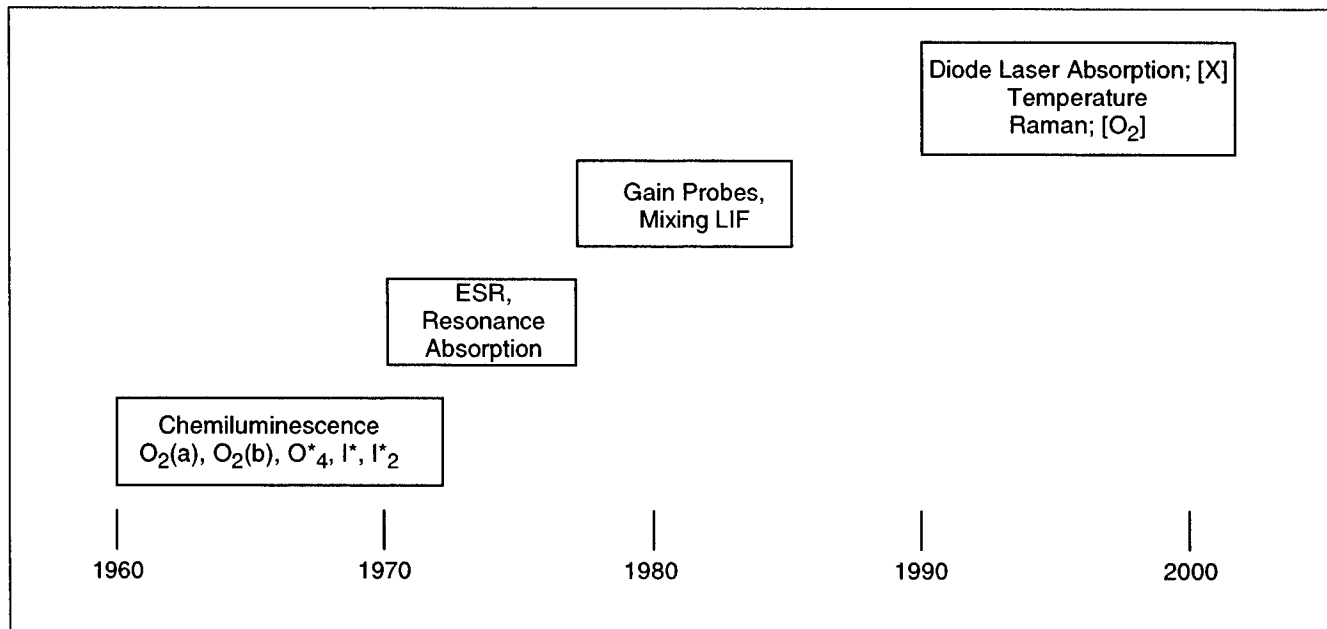 Diode Laser Absorption; [X]
Temperature
Raman; [O₂]
Gain Probes,
Mixing LIF
ESR,
Resonance
Absorption
Chemiluminescence
O₂(a), O₂(b), O*₄, I*, I*₂
1960 1970 1980 1990 2000